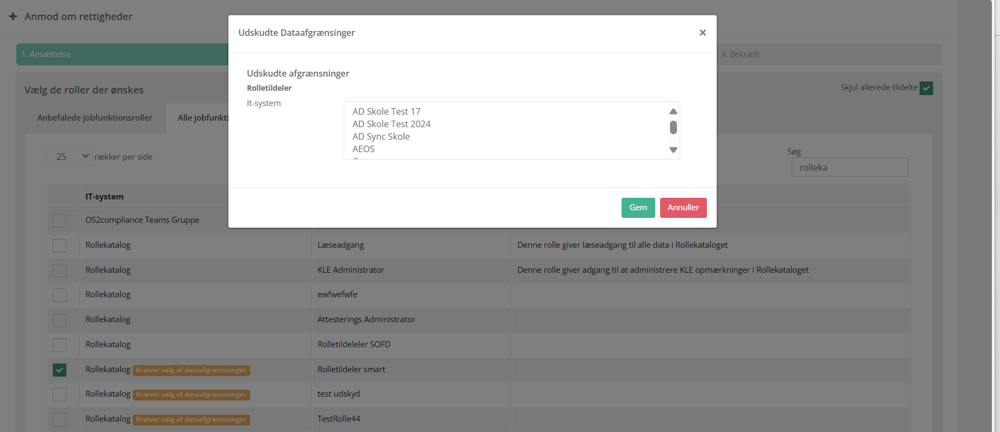 Anmod om rettigheder
1. Ansættelse
4. Bekræft
Vælg de roller der ønskes
Skjul allerede tildelte
Anbefalede jobfunktionsroller
Alle jobfunkti
25 rækker per side
Søg
rolleka
Udskudte Dataafgrænsinger
×
Udskudte afgrænsninger
Rolletildeler
It-system
AD Skole Test 17
AD Skole Test 2024
AD Sync Skole
AEOS
Gem Annuller
IT-system
OS2compliance Teams Gruppe
Rollekatalog Læseadgang Denne rolle giver læseadgang til alle data i Rollekataloget
Rollekatalog KLE Administrator Denne rolle giver adgang til at administrere KLE opmærkninger i Rollekataloget
Rollekatalog ewfwefwfe
Rollekatalog Attesterings Administrator
Rollekatalog Rolletildeleler SOFD
Rollekatalog Kræver valg af dataafgrænsninger Rolletildeler smart
Rollekatalog Kræver valg af dataafgrænsninger test udskyd
Rollekatalog Kræver valg af dataafgrænsninger TestRolle44